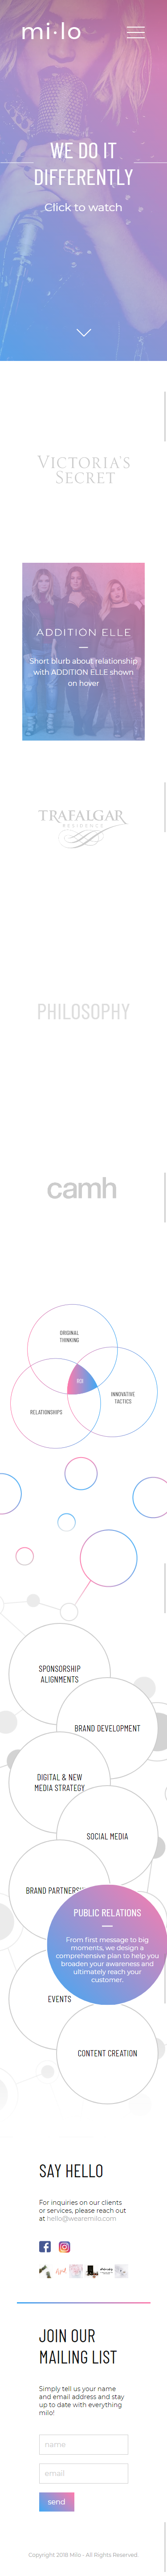 mi·lo
WE DO IT
DIFFERENTLY
Click to watch
VICTORIA'S
SECRET
ADDITION ELLE
Short blurb about relationship
with ADDITION ELLE shown
on hover
TRAFALGAR
RESIDENCE
PHILOSOPHY
camh
ORIGINAL
THINKING
ROI
INNOVATIVE
TACTICS
RELATIONSHIPS
SPONSORSHIP
ALIGNMENTS
BRAND DEVELOPMENT
DIGITAL & NEW
MEDIA STRATEGY
SOCIAL MEDIA
BRAND PARTNERSHI
PUBLIC RELATIONS
From first message to big
moments, we design a
comprehensive plan to help you
broaden your awareness and
ultimately reach your
customer.
EVENTS
CONTENT CREATION
SAY HELLO
For inquiries on our clients
or services, please reach out
at hello@wearemilo.com
JOIN OUR
MAILING LIST
Simply tell us your name
and email address and stay
up to date with everything
milo!
name
email
send
Copyright 2018 Milo - All Rights Reserved.